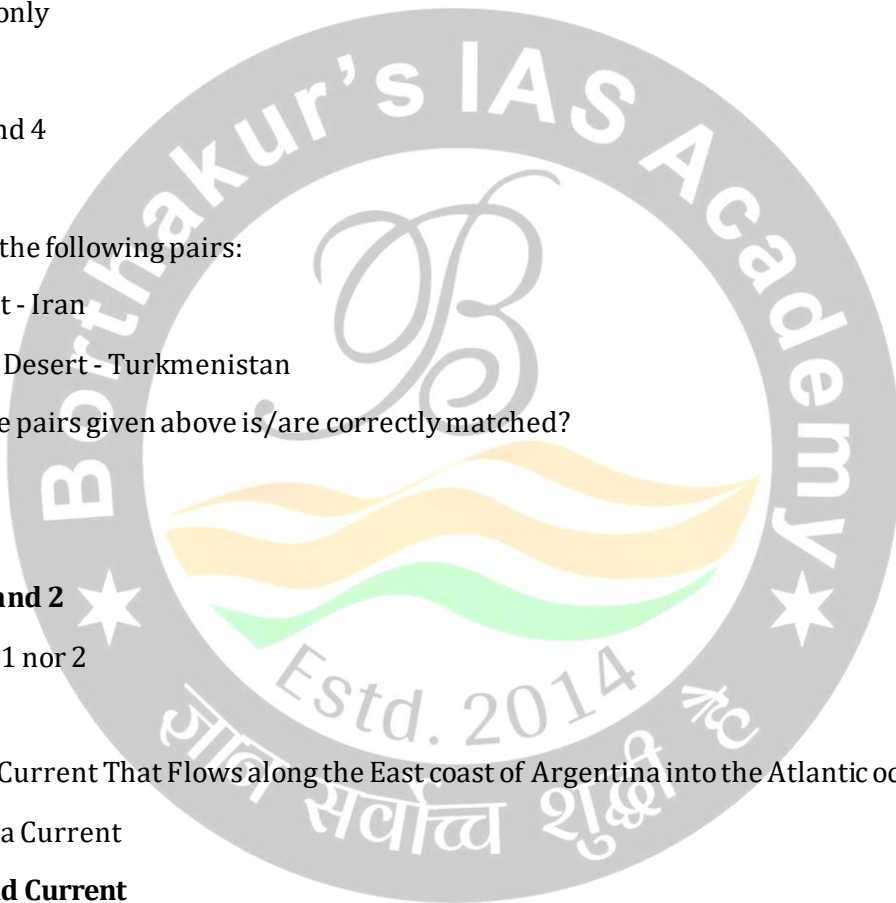 only
nd 4
the following pairs:
t - Iran
Desert - Turkmenistan
e pairs given above is/are correctly matched?
and 2
1 nor 2
Current That Flows along the East coast of Argentina into the Atlantic oc
a Current
d Current
Borthakur's IAS Academy
Estd. 2014
ज्ञान सर्वोच्च शुद्धी